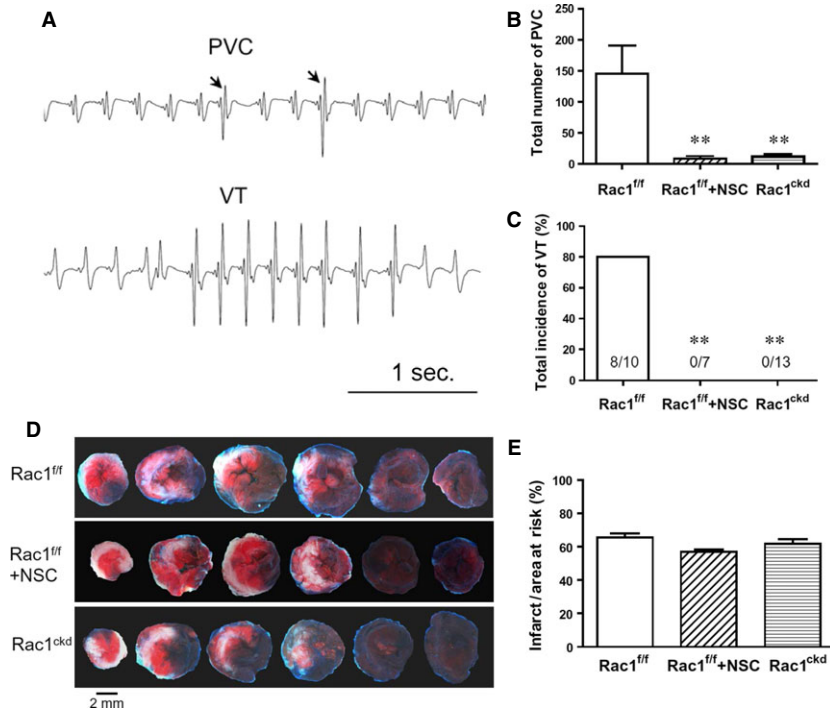 A
PVC
VT
1 sec.
B
Total number of PVC
200
150
100
50
0
Rac1f/f
Rac1f/f+NSC
Rac1ckd
**
**
C
Total incidence of VT (%)
100
80
60
40
20
0
8/10
**
0/7
**
0/13
Rac1f/f
Rac1f/f+NSC
Rac1ckd
D
Rac1f/f
Rac1f/f
+NSC
Rac1ckd
2 mm
E
Infarct / area at risk (%)
100
80
60
40
20
0
Rac1f/f
Rac1f/f+NSC
Rac1ckd